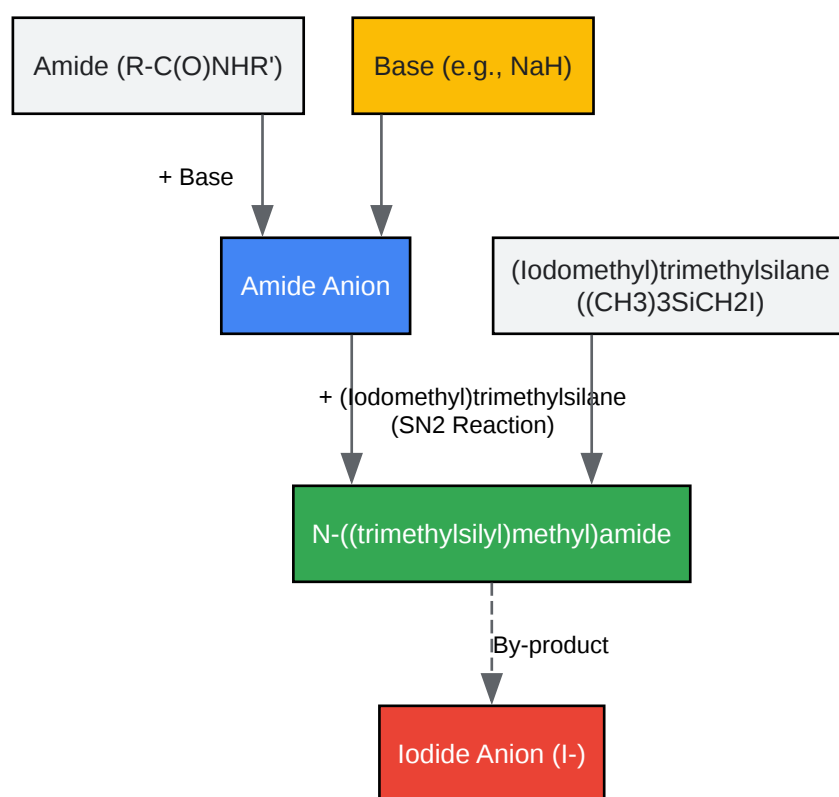 Amide (R-C(O)NHR')
Base (e.g., NaH)
+ Base
Amide Anion
(Iodomethyl)trimethylsilane
((CH3)3SiCH2I)
+ (Iodomethyl)trimethylsilane
(SN2 Reaction)
N-((trimethylsilyl)methyl)amide
By-product
Iodide Anion (I-)